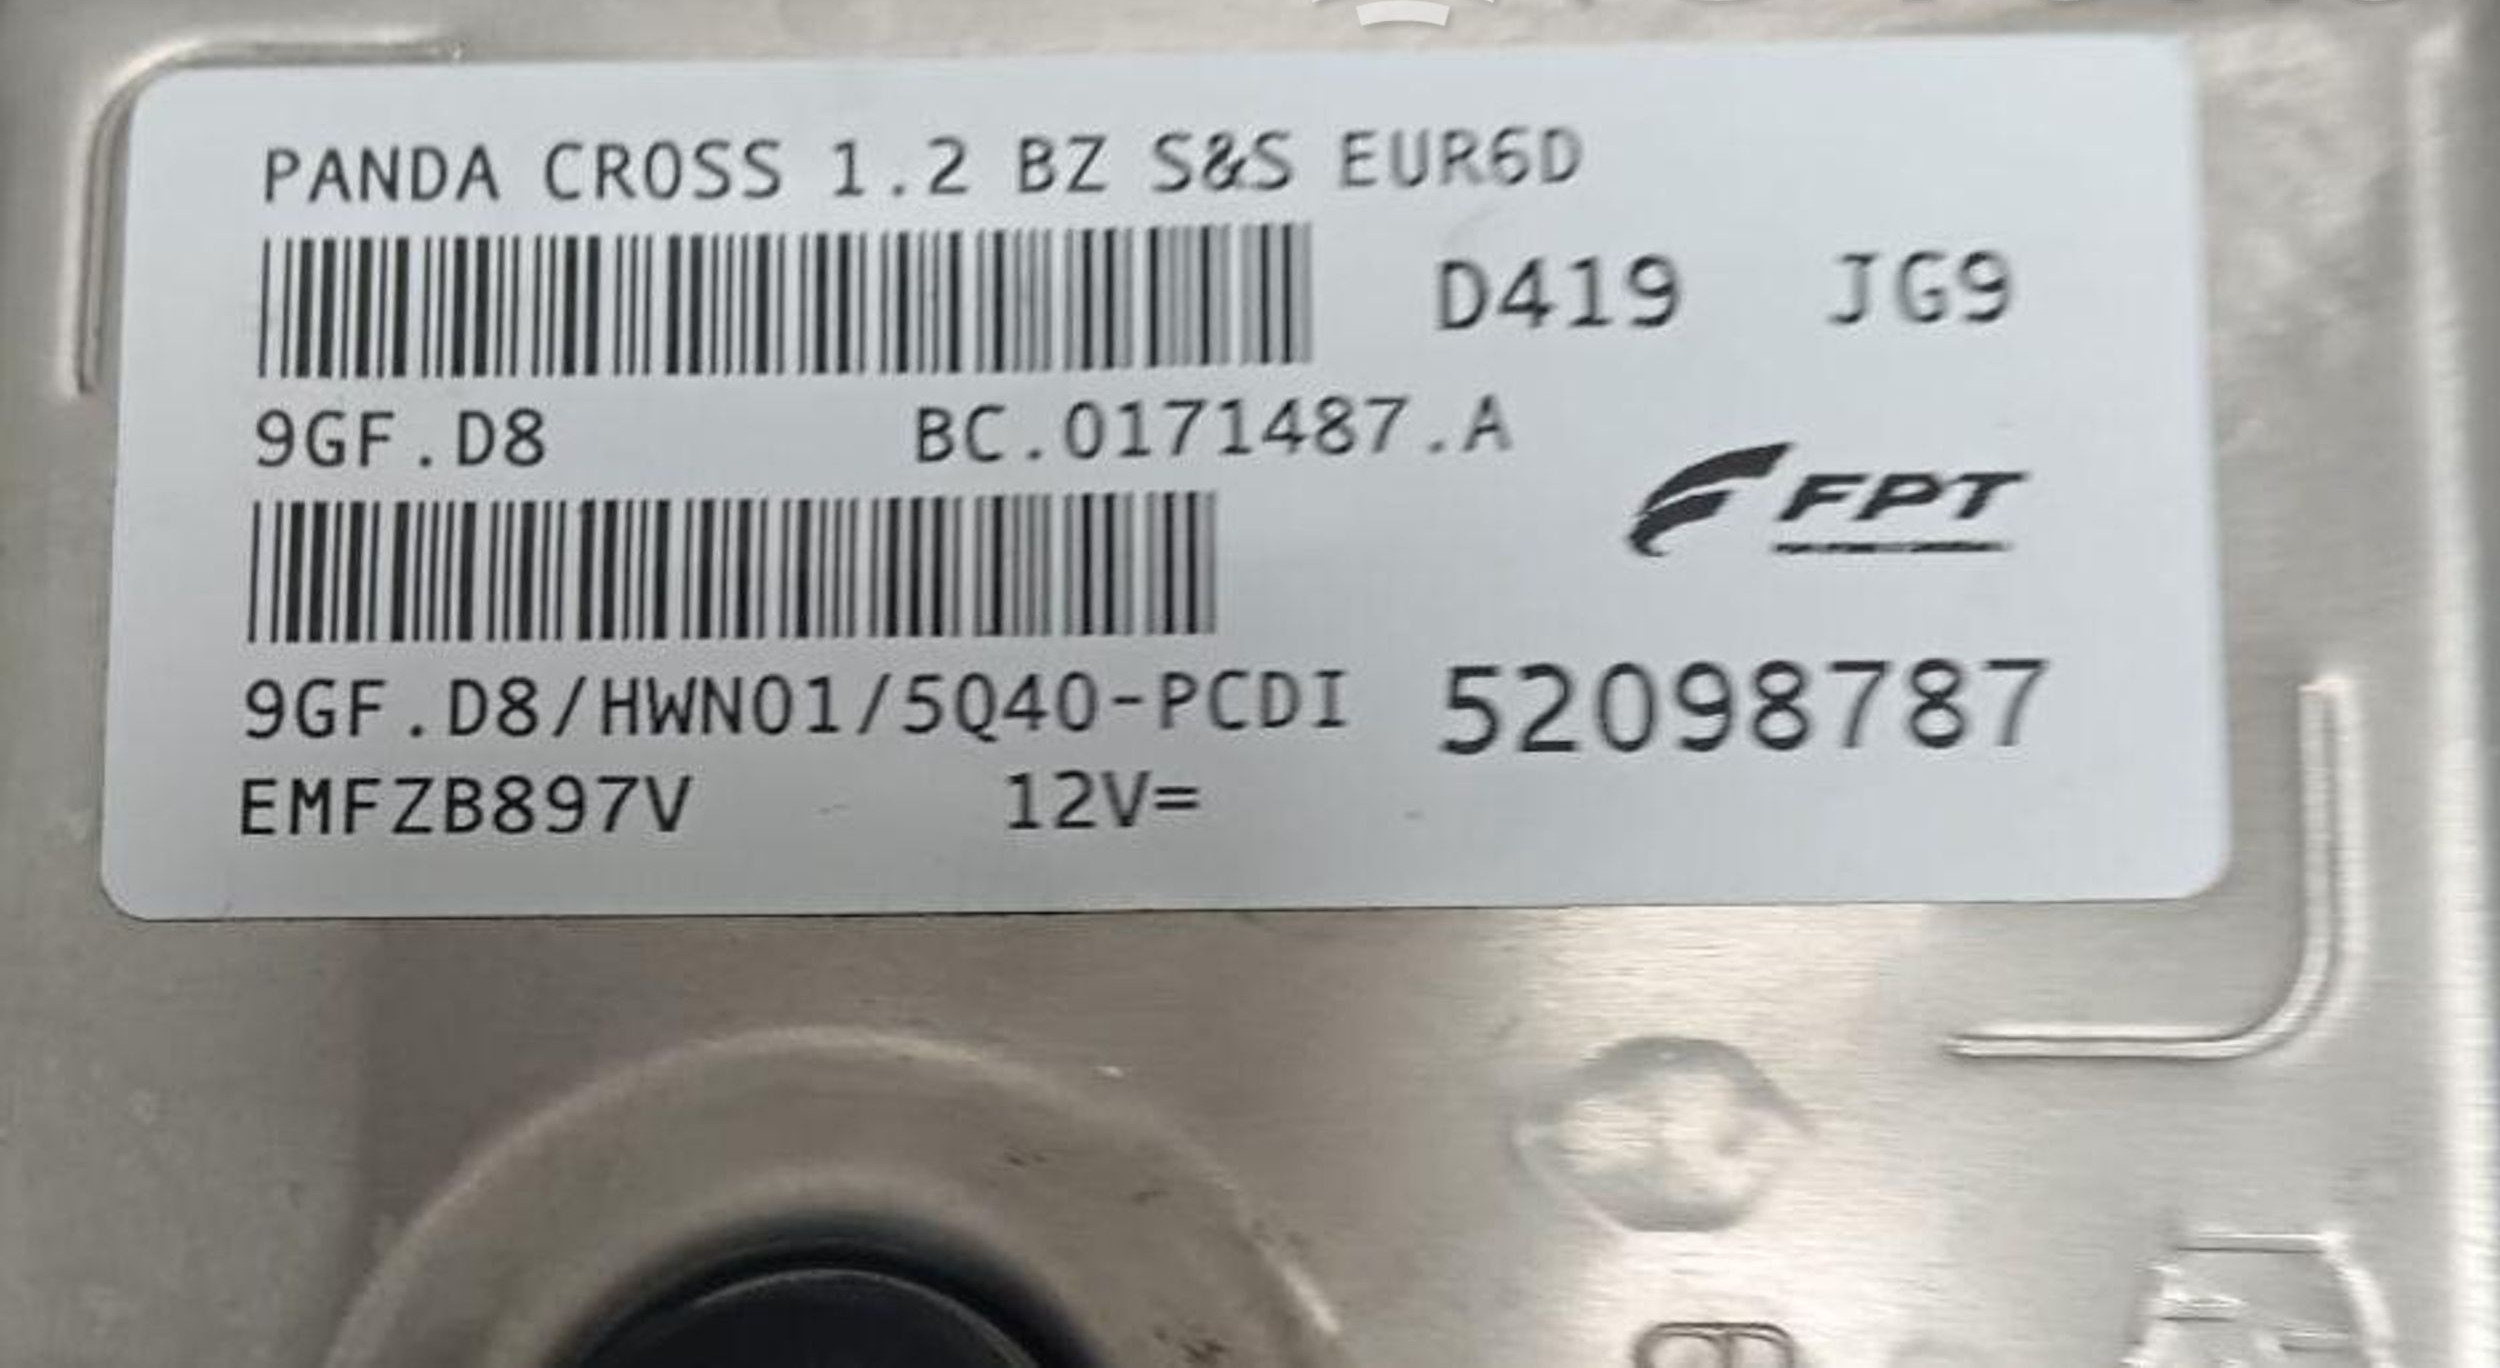 PANDA CROSS 1.2 BZ S&S EUR6D
D419 JG9
9GF.D8 BC.0171487.A
FPT
9GF.D8/HWN01/5Q40-PCDI 52098787
EMFZB897V 12V=